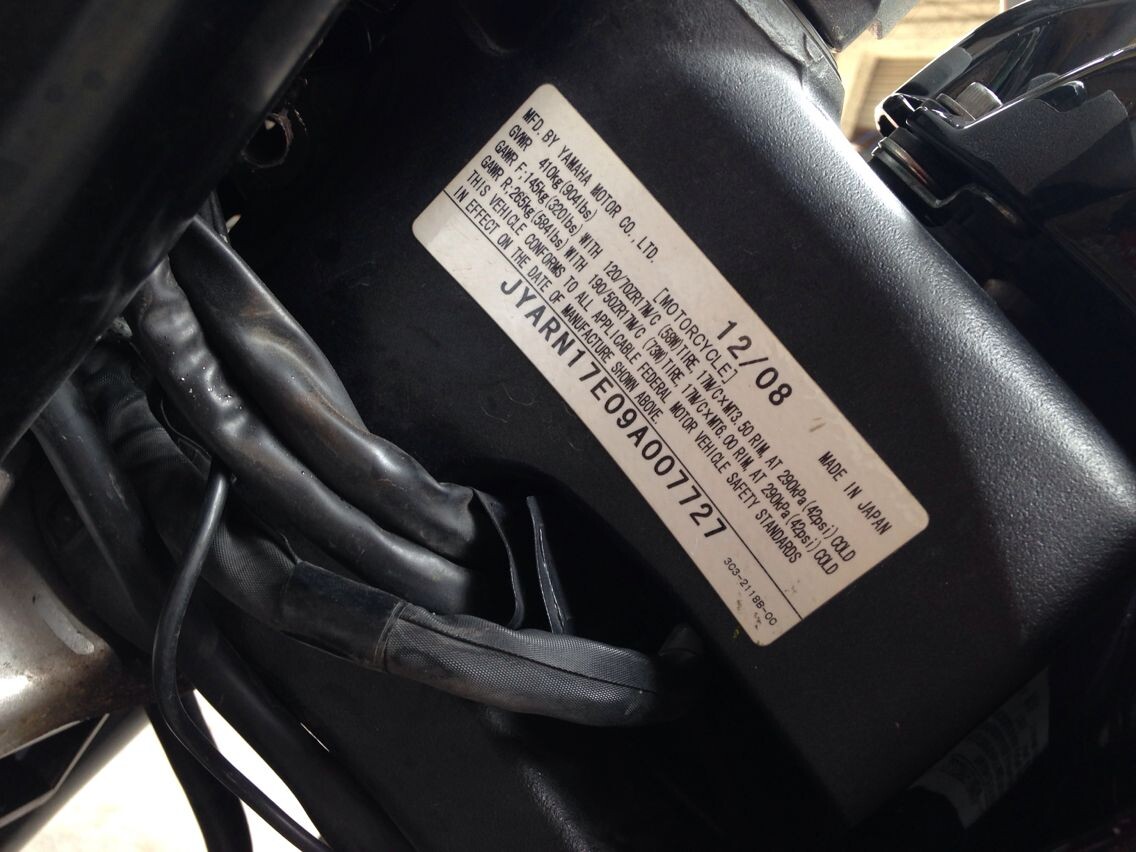 MFD. BY YAMAHA MOTOR CO., LTD. 12/08 MADE IN JAPAN
GVWR 410kg(904lbs) [MOTORCYCLE]
GAWR F;145kg(320lbs) WITH 120/70ZR17M/C (58W)TIRE, 17M/C×MT3.50 RIM, AT 290kPa(42psi)COLD
GAWR R;265kg(584lbs) WITH 190/50ZR17M/C (73W)TIRE, 17M/C×MT6.00 RIM, AT 290kPa(42psi)COLD
THIS VEHICLE CONFORMS TO ALL APPLICABLE FEDERAL MOTOR VEHICLE SAFETY STANDARDS
IN EFFECT ON THE DATE OF MANUFACTURE SHOWN ABOVE.
JYARN17E09A007727 3C3-2118B-00